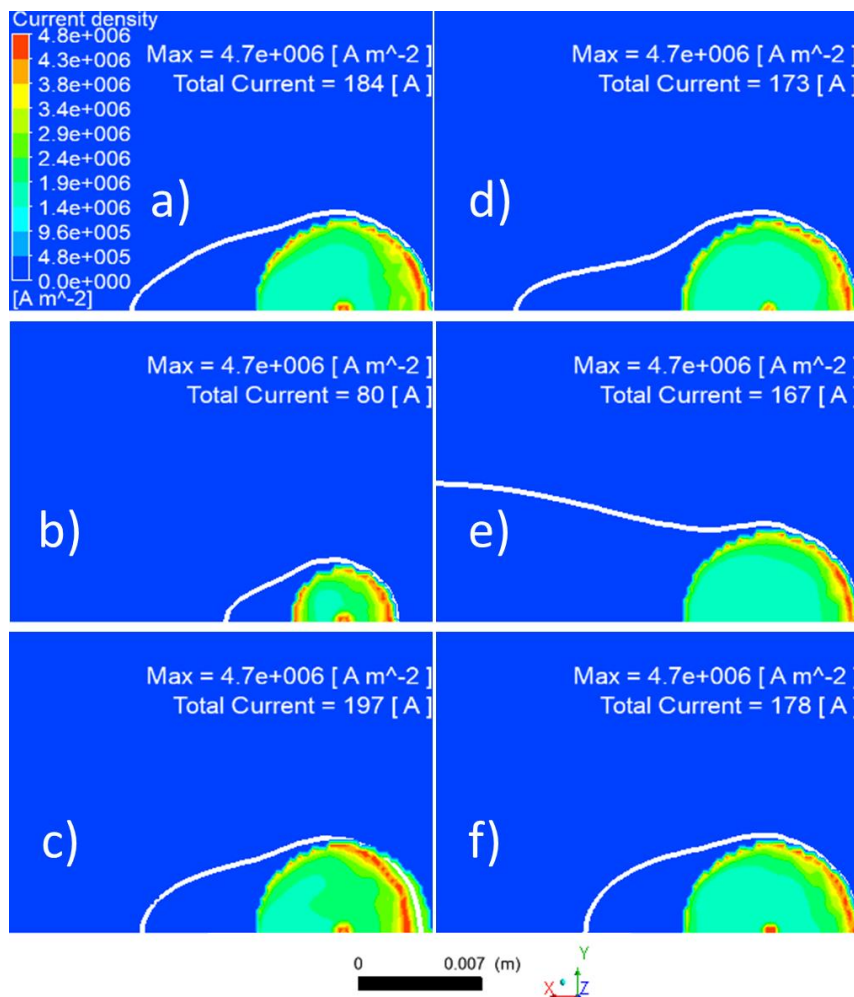 Current density
4.8e+006
4.3e+006
3.8e+006
3.4e+006
2.9e+006
2.4e+006
1.9e+006
1.4e+006
9.6e+005
4.8e+005
0.0e+000
[A m^-2]
Max = 4.7e+006 [ A m^-2 ]
Total Current = 184 [ A ]
a)
Max = 4.7e+006 [ A m^-2 ]
Total Current = 173 [ A ]
d)
Max = 4.7e+006 [ A m^-2 ]
Total Current = 80 [ A ]
b)
Max = 4.7e+006 [ A m^-2 ]
Total Current = 167 [ A ]
e)
Max = 4.7e+006 [ A m^-2 ]
Total Current = 197 [ A ]
c)
Max = 4.7e+006 [ A m^-2 ]
Total Current = 178 [ A ]
f)
0 0.007 (m)
Y
X Z